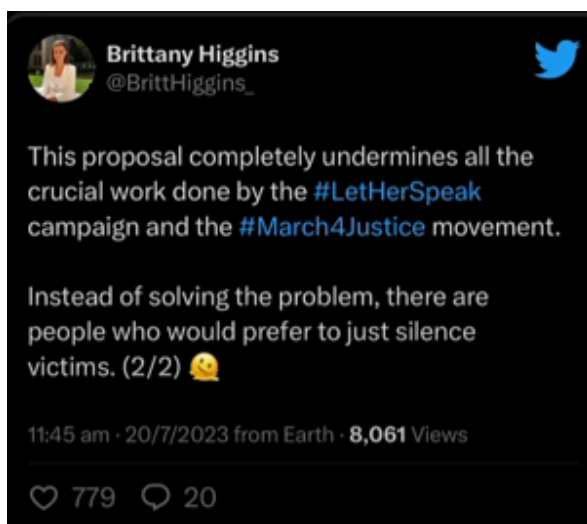 Brittany Higgins
@BrittHiggins_
This proposal completely undermines all the
crucial work done by the #LetHerSpeak
campaign and the #March4Justice movement.
Instead of solving the problem, there are
people who would prefer to just silence
victims. (2/2) 🫠
11:45 am · 20/7/2023 from Earth · 8,061 Views
779 20